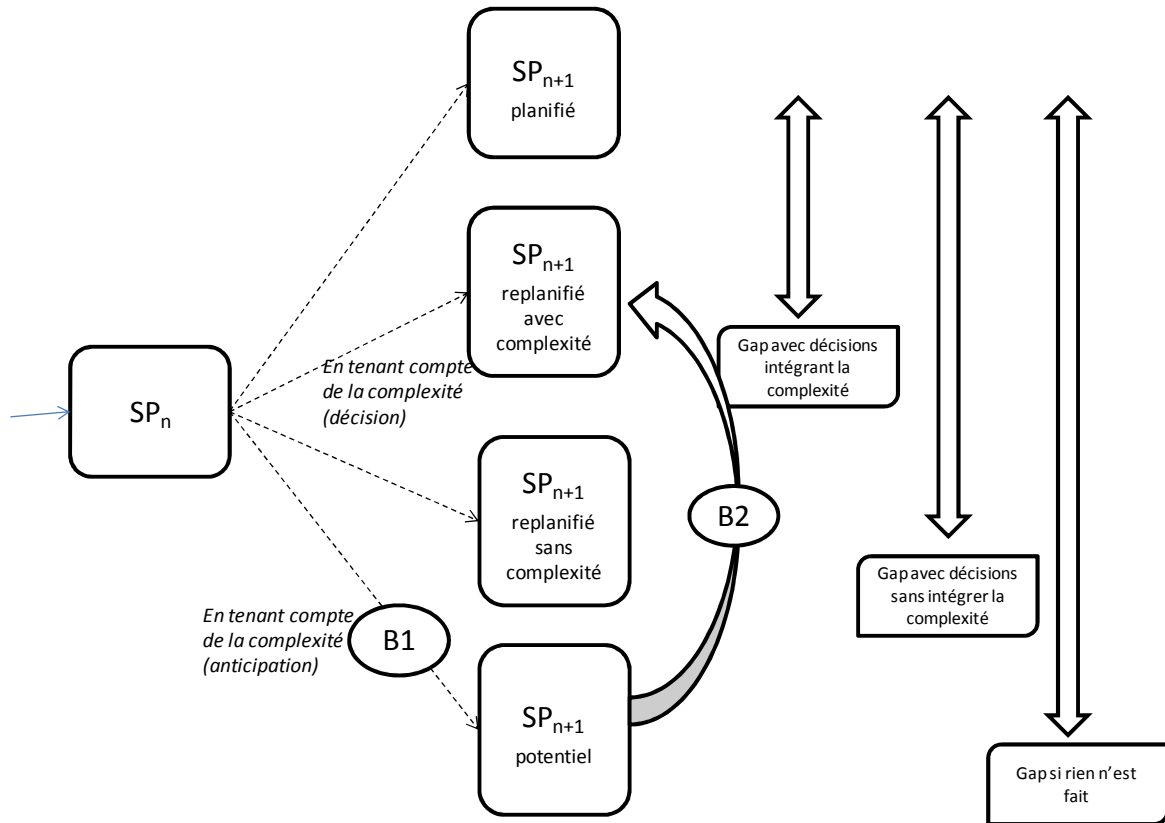 SPn+1
planifié
SPn+1
replanifié
avec
complexité
Gap avec décisions
intégrant la
complexité
En tenant compte
de la complexité
(décision)
SPn
SPn+1
replanifié
sans
complexité
B2
Gap avec décisions
sans intégrer la
complexité
En tenant compte
de la complexité
(anticipation)
B1
SPn+1
potentiel
Gap si rien n’est
fait